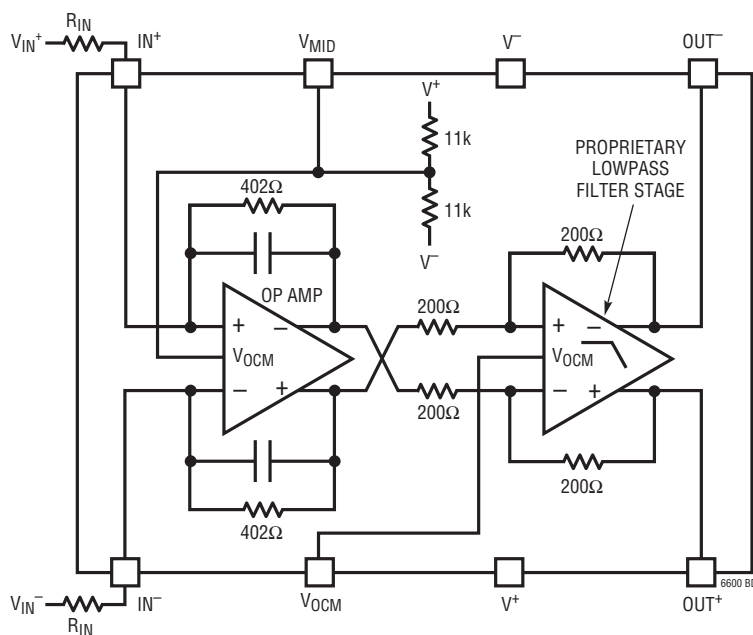 R_IN
V_IN^+
IN^+
V_MID
V^–
OUT^–
V^+
11k
11k
V^–
PROPRIETARY
LOWPASS
FILTER STAGE
402Ω
200Ω
OP AMP
+ –
V_OCM
– +
200Ω
200Ω
+ –
V_OCM
– +
200Ω
402Ω
6600 BD
V_IN^–
R_IN
IN^–
V_OCM
V^+
OUT^+